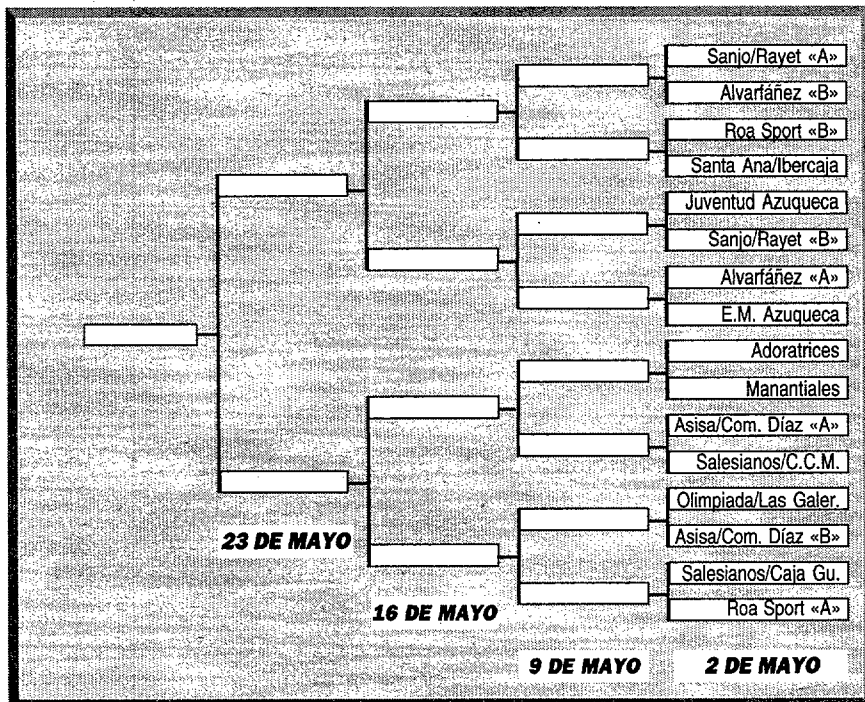 Sanjo/Rayet «A»
Alvarfáñez «B»
Roa Sport «B»
Santa Ana/Ibercaja
Juventud Azuqueca
Sanjo/Rayet «B»
Alvarfáñez «A»
E.M. Azuqueca
Adoratrices
Manantiales
Asisa/Com. Díaz «A»
Salesianos/C.C.M.
Olimpiada/Las Galer.
Asisa/Com. Díaz «B»
Salesianos/Caja Gu.
Roa Sport «A»
23 DE MAYO
16 DE MAYO
9 DE MAYO
2 DE MAYO